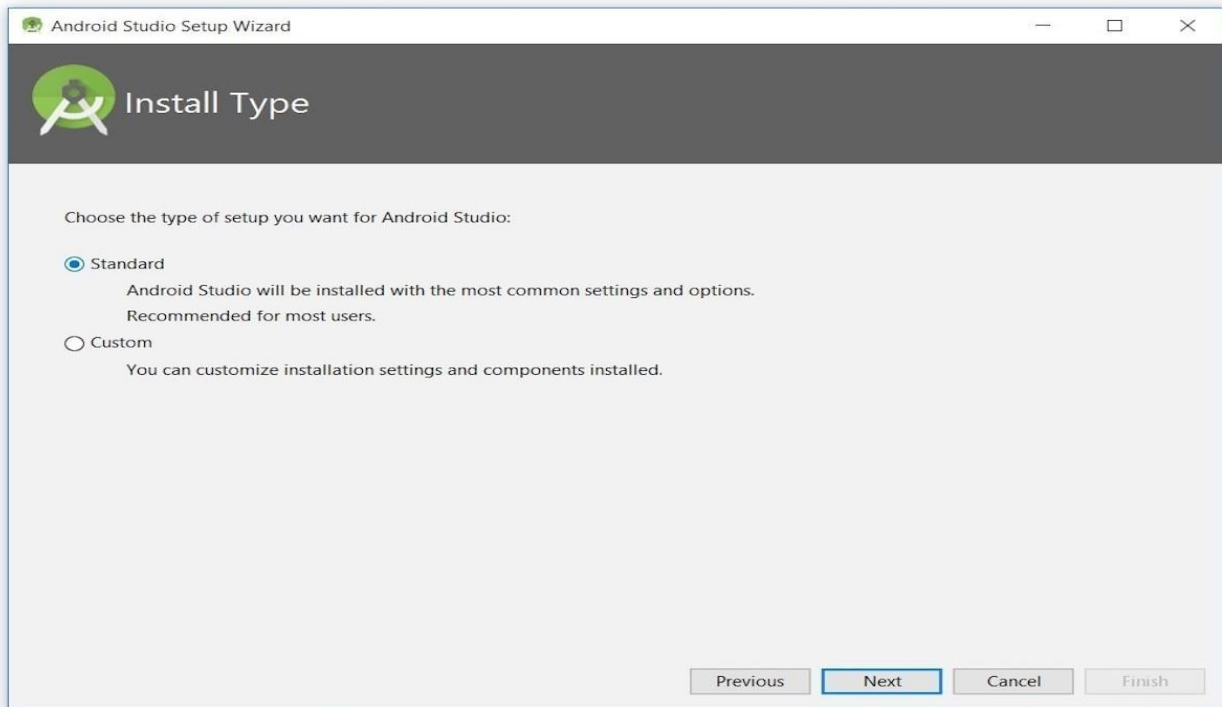 Android Studio Setup Wizard
Install Type
Choose the type of setup you want for Android Studio:
Standard
Android Studio will be installed with the most common settings and options.
Recommended for most users.
Custom
You can customize installation settings and components installed.
Previous Next Cancel Finish